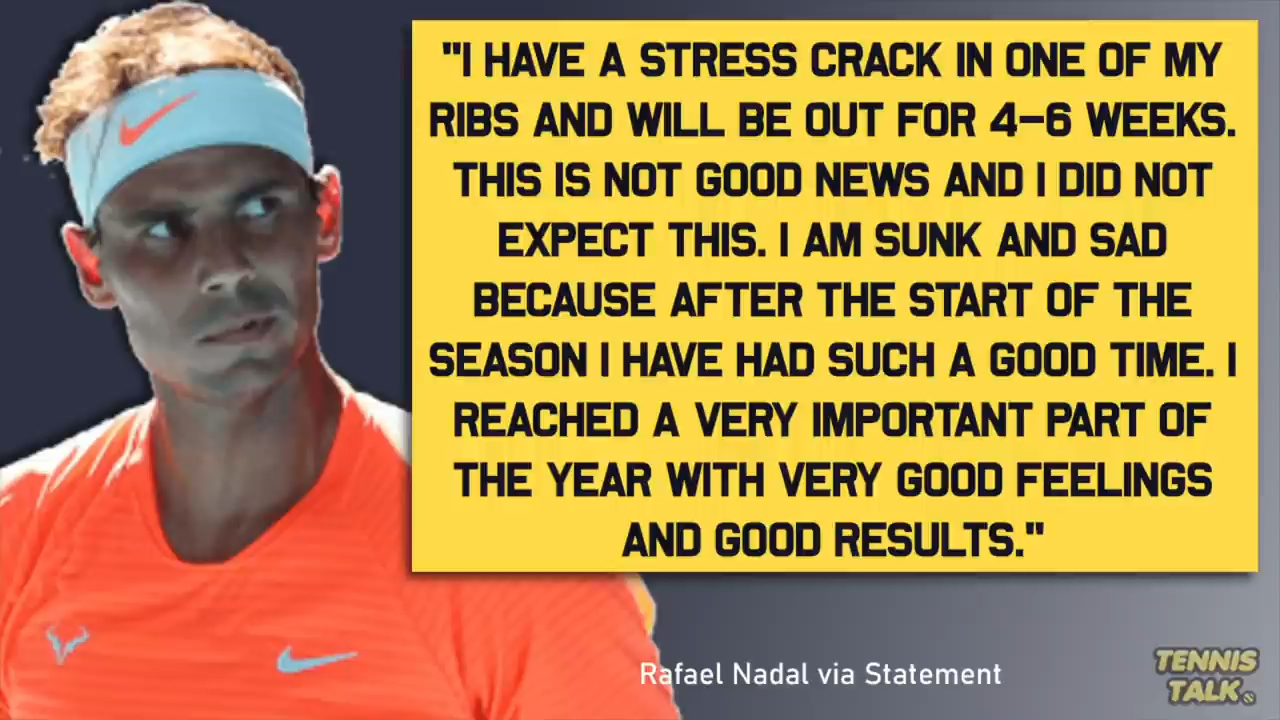 "I HAVE A STRESS CRACK IN ONE OF MY
RIBS AND WILL BE OUT FOR 4–6 WEEKS.
THIS IS NOT GOOD NEWS AND I DID NOT
EXPECT THIS. I AM SUNK AND SAD
BECAUSE AFTER THE START OF THE
SEASON I HAVE HAD SUCH A GOOD TIME. I
REACHED A VERY IMPORTANT PART OF
THE YEAR WITH VERY GOOD FEELINGS
AND GOOD RESULTS."
Rafael Nadal via Statement
TENNIS
TALK